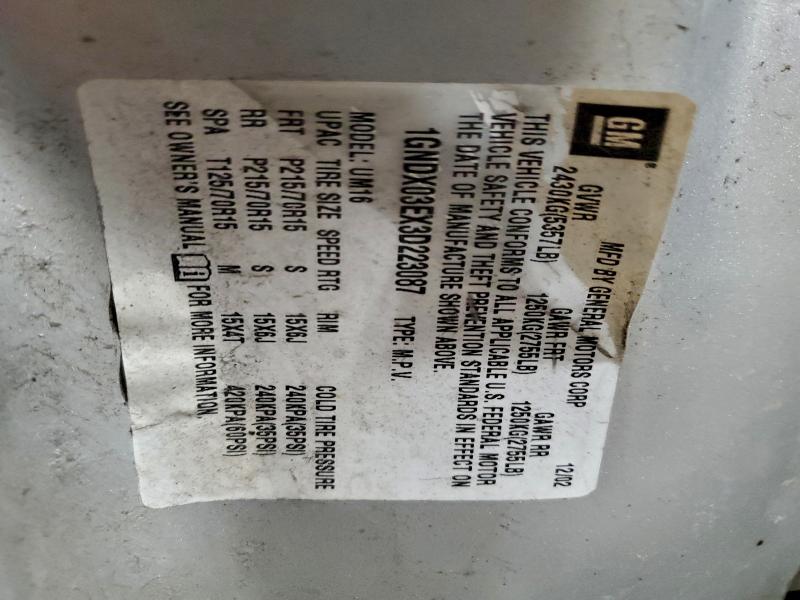 GM®
MFD BY GENERAL MOTORS CORP 12/02
GVWR GAWR FRT GAWR RR
2430KG(5357LB) 1250KG(2755LB) 1250KG(2755LB)
THIS VEHICLE CONFORMS TO ALL APPLICABLE U.S. FEDERAL MOTOR
VEHICLE SAFETY AND THEFT PREVENTION STANDARDS IN EFFECT ON
THE DATE OF MANUFACTURE SHOWN ABOVE.
1GNDX03EX3D223087 TYPE: M.P.V.
MODEL: UM16
UPAC TIRE SIZE SPEED RTG RIM COLD TIRE PRESSURE
FRT P215/70R15 S 15X6J 240KPA(35PSI)
RR P215/70R15 S 15X6J 240KPA(35PSI)
SPA T125/70R15 M 15X4T 420KPA(60PSI)
SEE OWNER'S MANUAL FOR MORE INFORMATION.